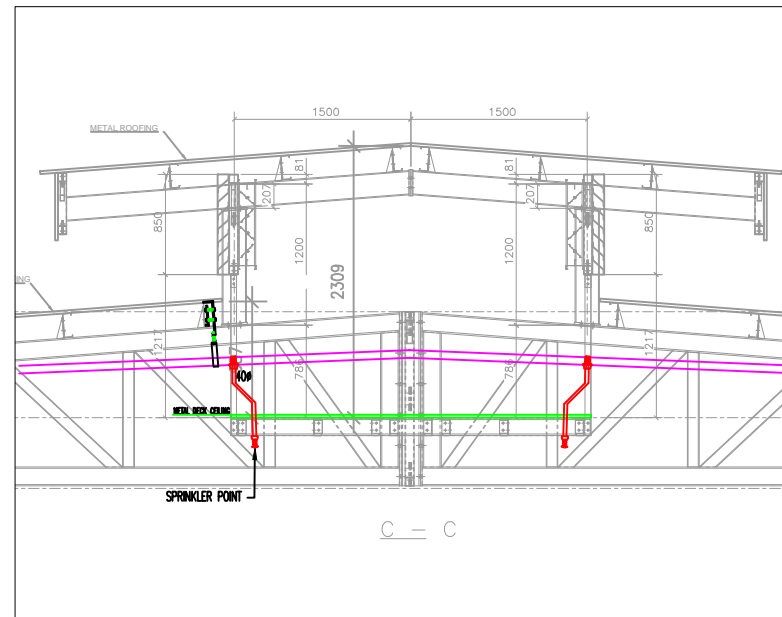 1500 1500
METAL ROOFING
81 81
207 207
850 850
1200 1200
2309
ING
1217 1217
786 786
40ø
METAL DECK CEILING
SPRINKLER POINT
C - C